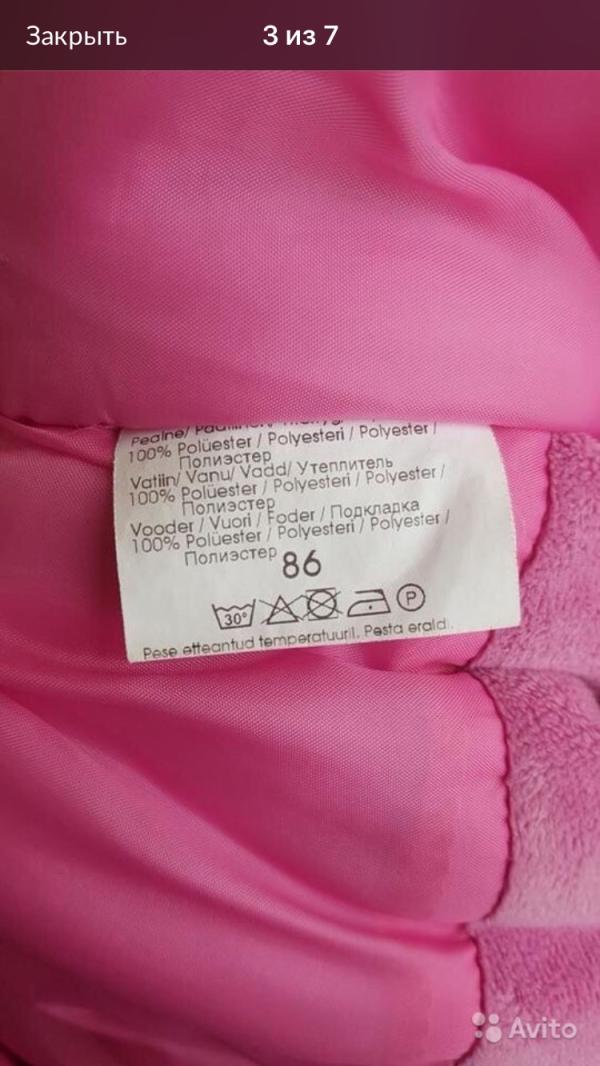 Закрыть
3 из 7
Pealne/
100% Polüester / Polyesteri / Polyester /
Полиэстер
Vatiin/ Vanu/ Vadd/ Утеплитель
100% Polüester / Polyesteri / Polyester /
Полиэстер
Vooder / Vuori / Foder / Подкладка
100% Polüester / Polyesteri / Polyester /
Полиэстер
86
30° P
Pese etteantud temperatuuril. Pesta eraldi.
Avito